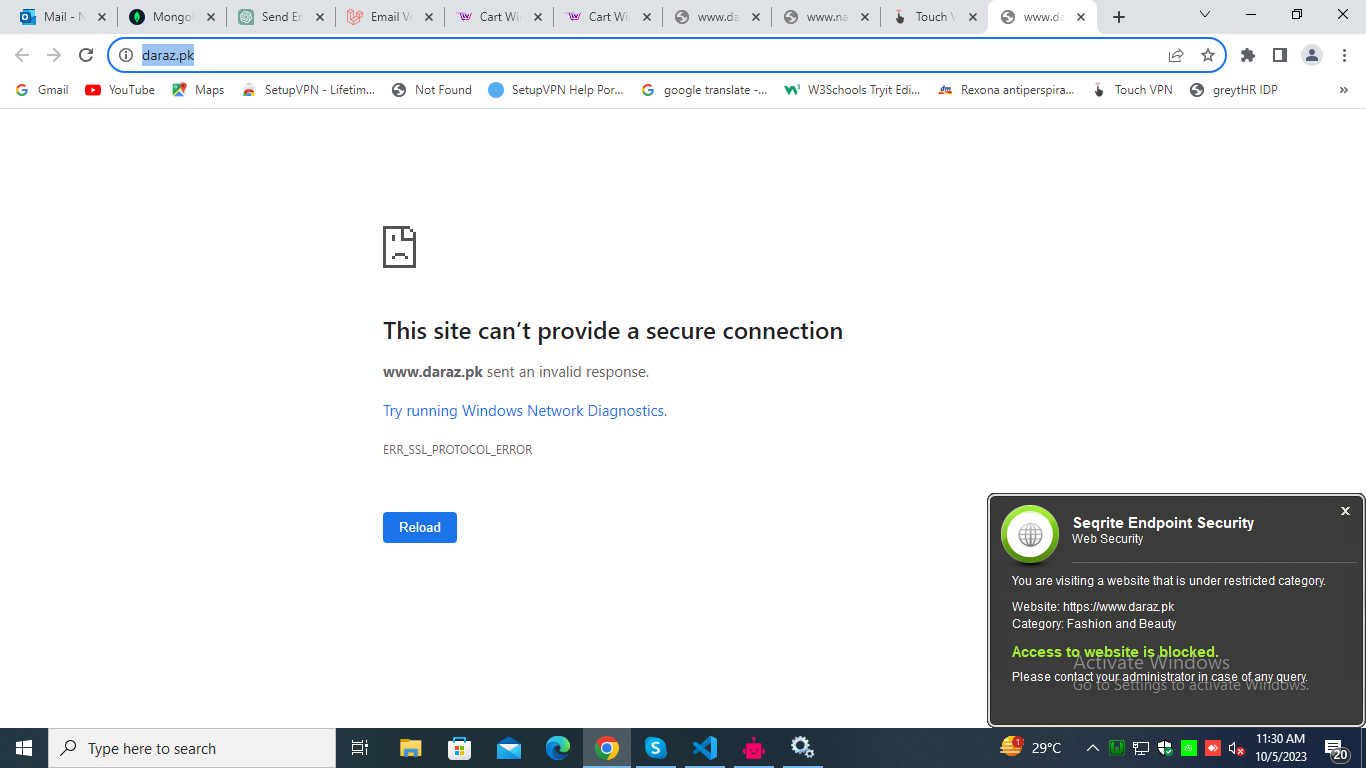 Mail - N
Mongo
Send Er
Email Ve
Cart Wi
Cart Wi
www.da
www.na
Touch V
www.da
daraz.pk
Gmail
YouTube
Maps
SetupVPN - Lifetim...
Not Found
SetupVPN Help Por...
google translate -...
W3Schools Tryit Edi...
Rexona antiperspira...
Touch VPN
greytHR IDP
»
This site can’t provide a secure connection
www.daraz.pk sent an invalid response.
Try running Windows Network Diagnostics.
ERR_SSL_PROTOCOL_ERROR
Reload
Seqrite Endpoint Security
Web Security
x
You are visiting a website that is under restricted category.
Website: https://www.daraz.pk
Category: Fashion and Beauty
Access to website is blocked.
Activate Windows
Please contact your administrator in case of any query.
Go to Settings to activate Windows.
Type here to search
1
29°C
11:30 AM
10/5/2023
20